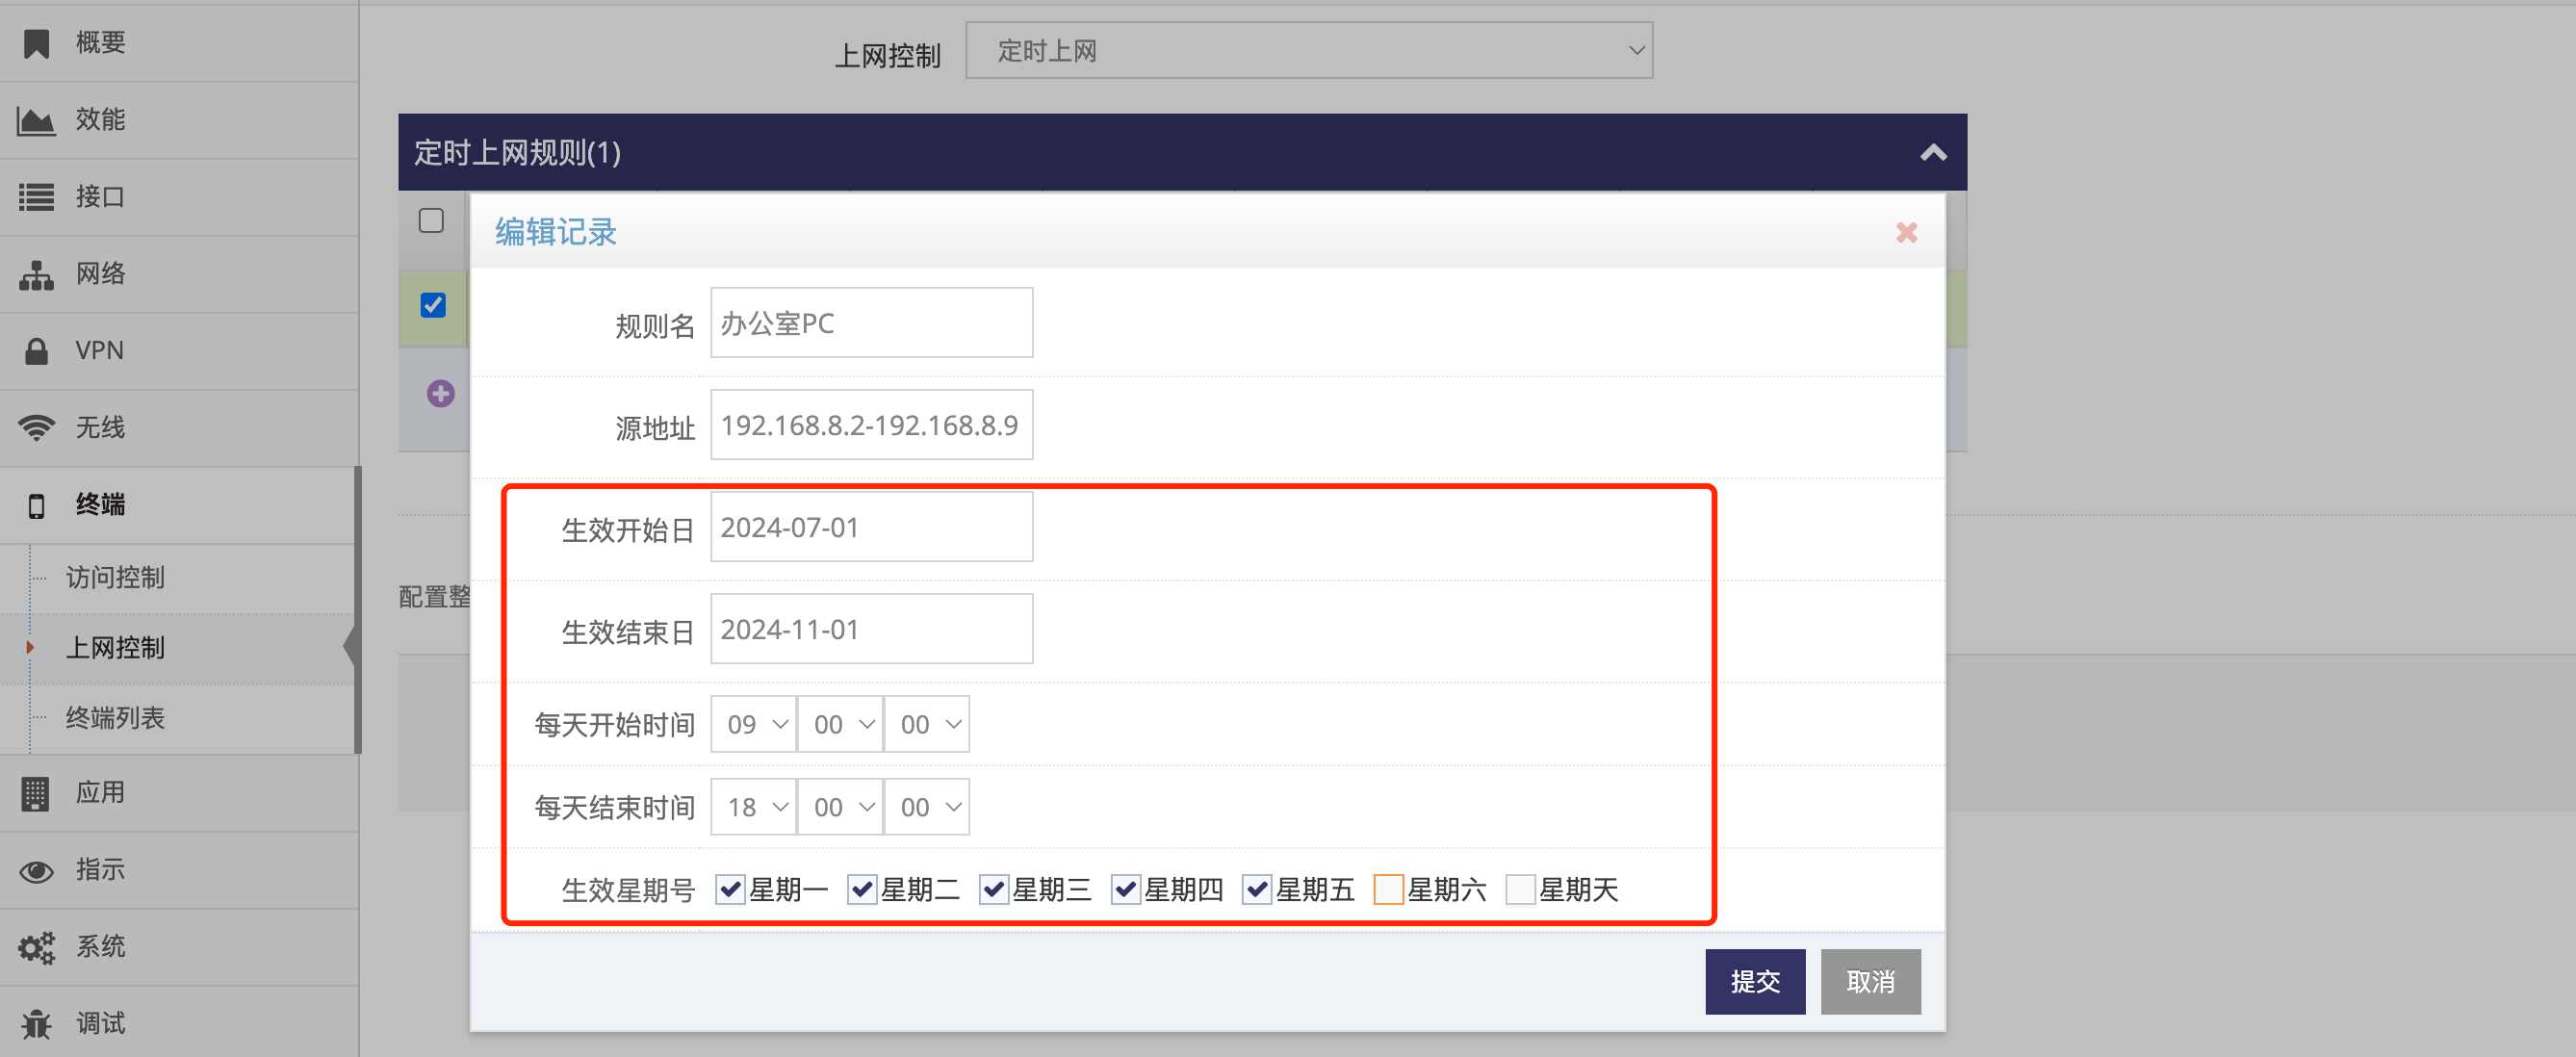 概要
效能
接口
网络
VPN
无线
终端
访问控制
上网控制
终端列表
应用
指示
系统
调试
上网控制 定时上网
定时上网规则(1)
编辑记录
规则名 办公室PC
源地址 192.168.8.2-192.168.8.9
生效开始日 2024-07-01
生效结束日 2024-11-01
每天开始时间 09 00 00
每天结束时间 18 00 00
生效星期号 星期一 星期二 星期三 星期四 星期五 星期六 星期天
配置整
提交 取消